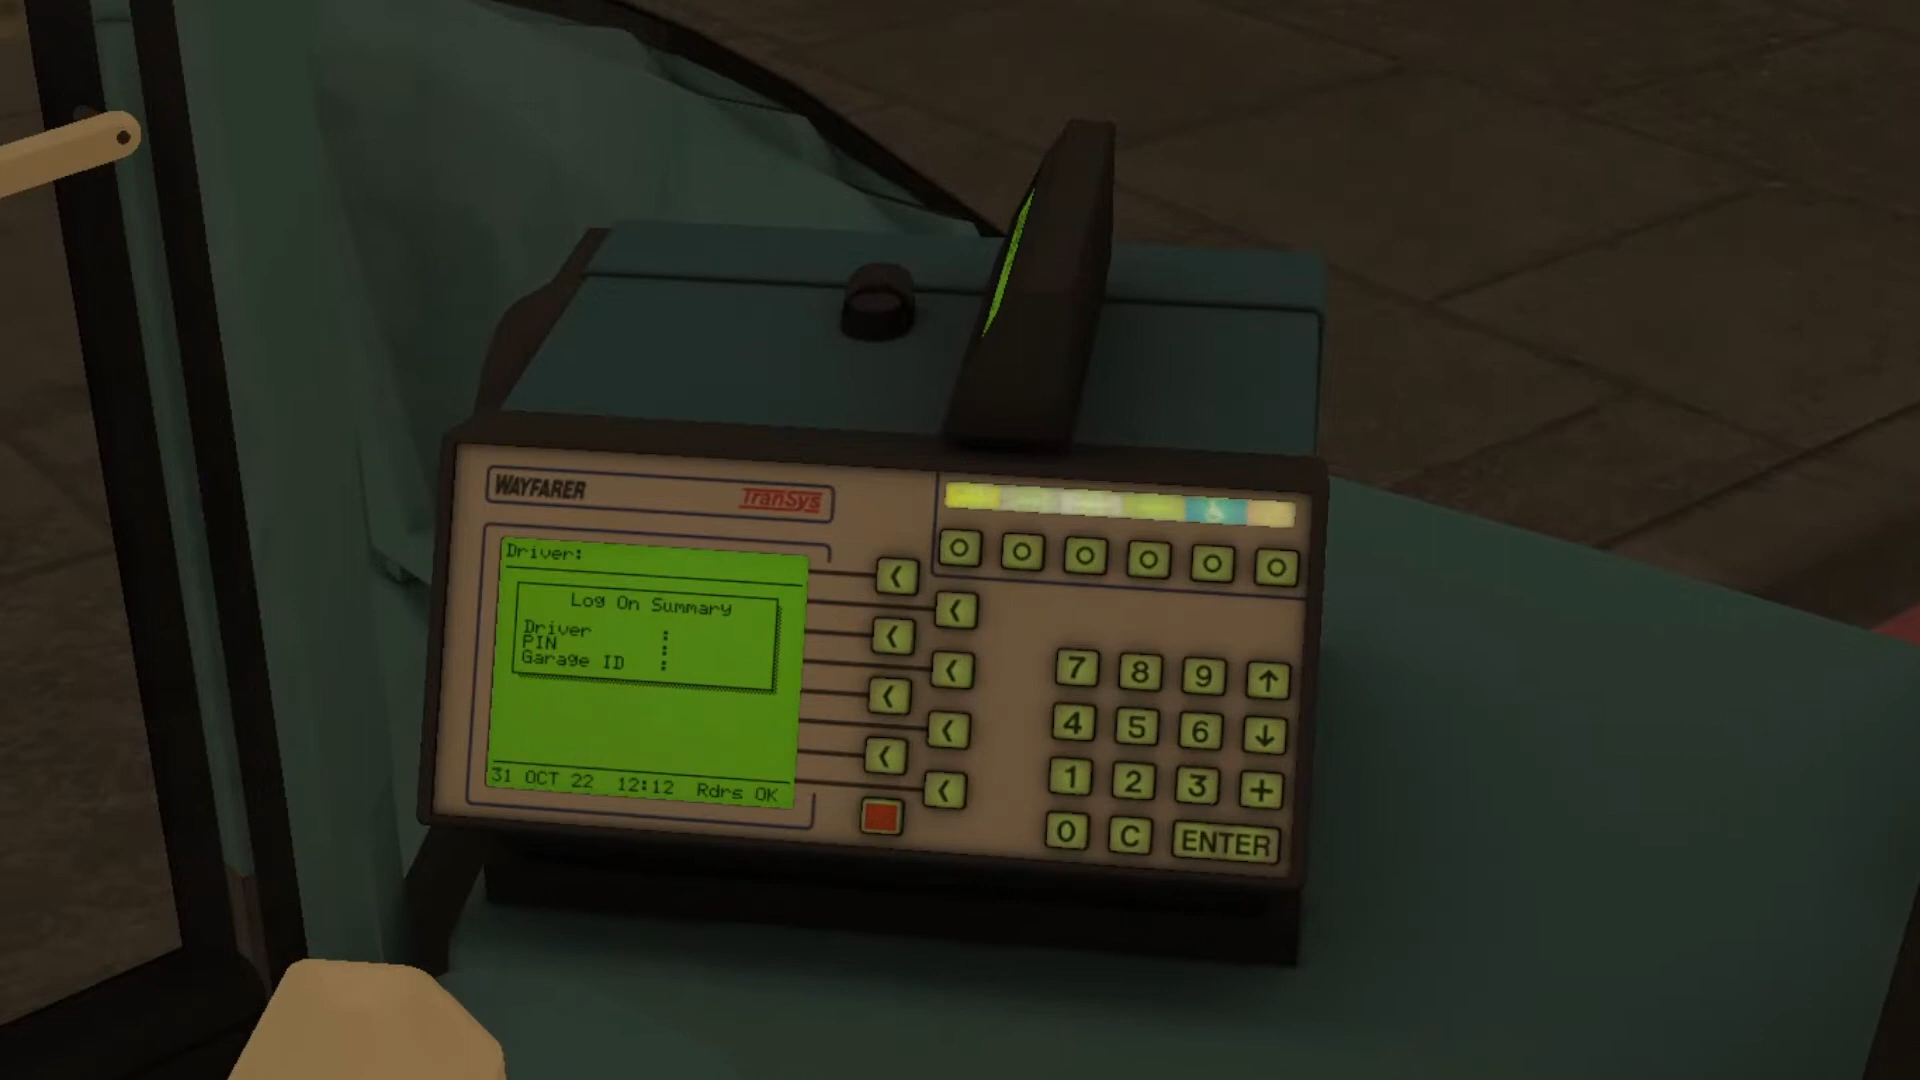 WAYFARER TranSys
Driver:
Log On Summary
Driver :
PIN :
Garage ID :
31 OCT 22 12:12 Rdrs OK
7 8 9 ↑
4 5 6 ↓
1 2 3 +
0 C ENTER